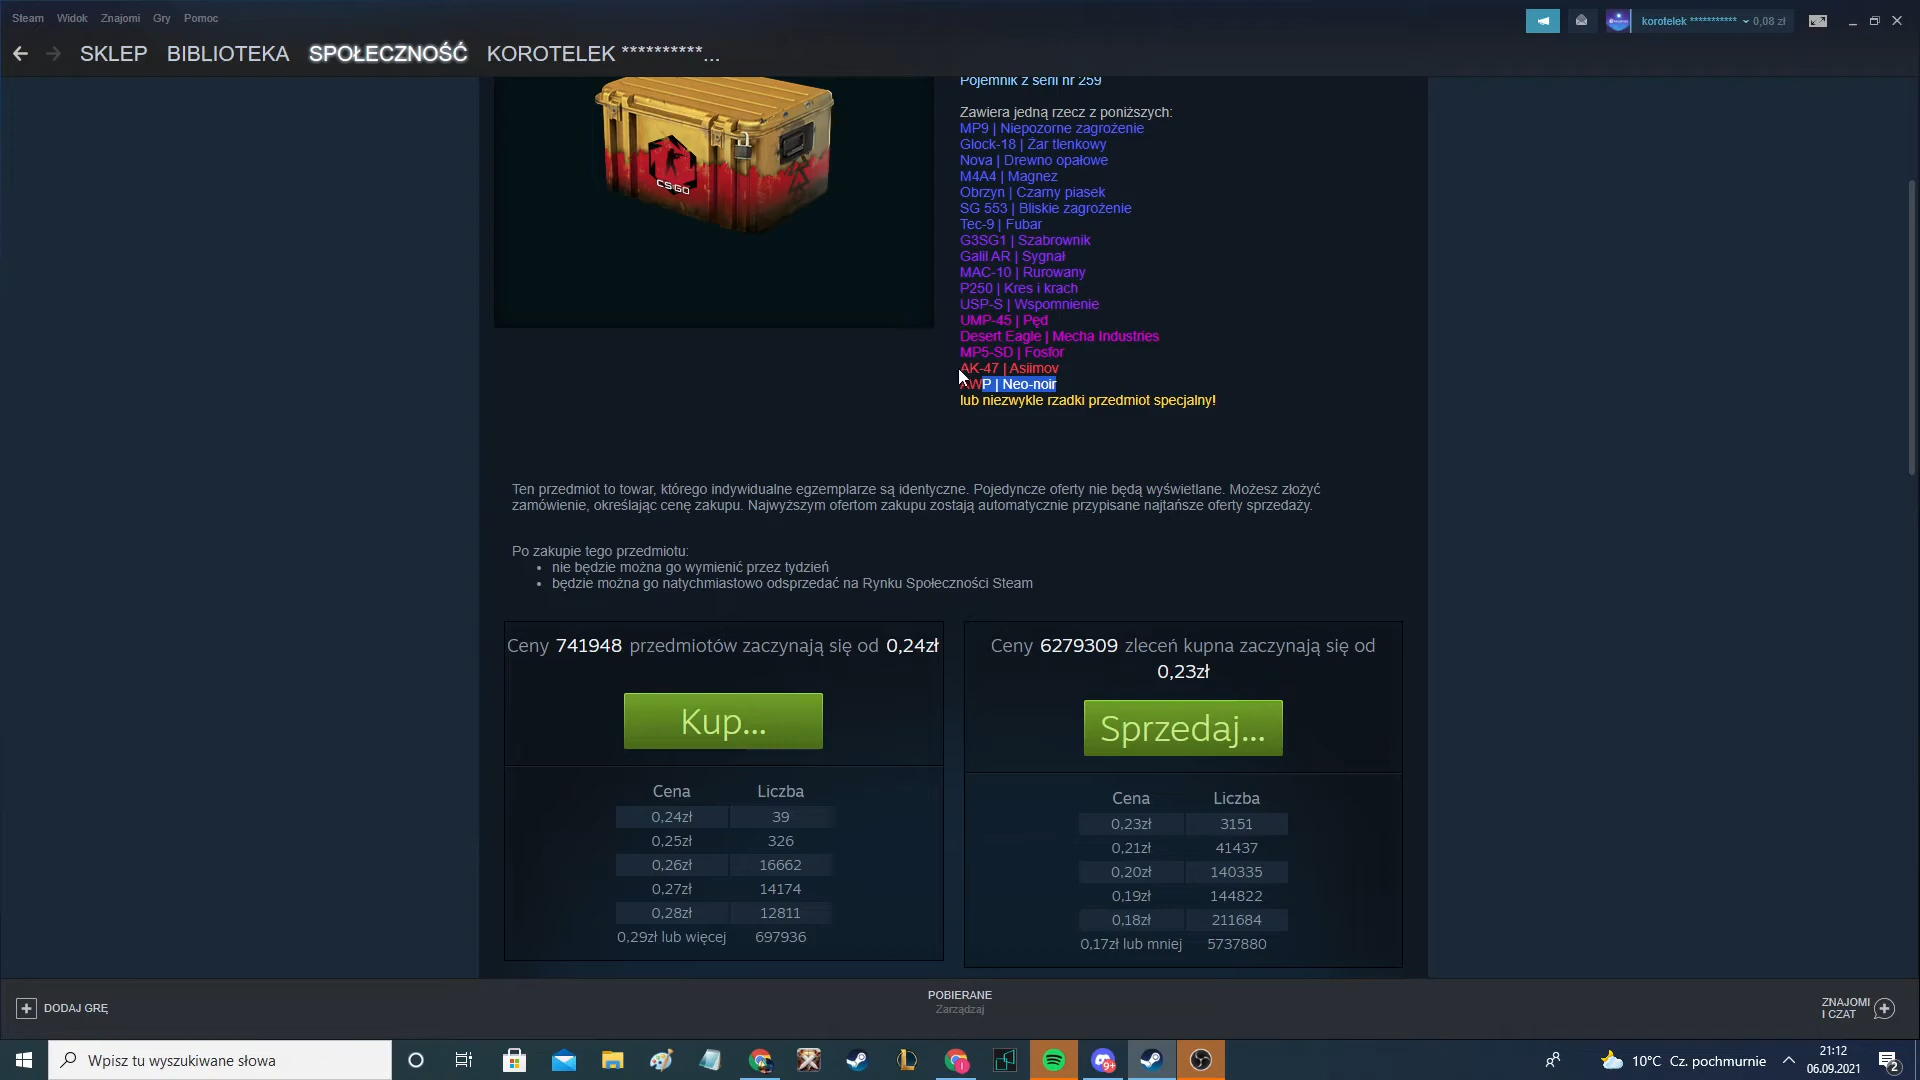 Steam Widok Znajomi Gry Pomoc
korotelek *********** 0,08 zł
SKLEP BIBLIOTEKA SPOŁECZNOŚĆ KOROTELEK **********...
Pojemnik z serii nr 259
Zawiera jedną rzecz z poniższych:
MP9 | Niepozorne zagrożenie
Glock-18 | Żar tlenkowy
Nova | Drewno opałowe
M4A4 | Magnez
Obrzyn | Czarny piasek
SG 553 | Bliskie zagrożenie
Tec-9 | Fubar
G3SG1 | Szabrownik
Galil AR | Sygnał
MAC-10 | Rurowany
P250 | Kres i krach
USP-S | Wspomnienie
UMP-45 | Pęd
Desert Eagle | Mecha Industries
MP5-SD | Fosfor
AK-47 | Asiimov
AWP | Neo-noir
lub niezwykle rzadki przedmiot specjalny!
CS:GO
Ten przedmiot to towar, którego indywidualne egzemplarze są identyczne. Pojedyncze oferty nie będą wyświetlane. Możesz złożyć
zamówienie, określając cenę zakupu. Najwyższym ofertom zakupu zostają automatycznie przypisane najtańsze oferty sprzedaży.
Po zakupie tego przedmiotu:
• nie będzie można go wymienić przez tydzień
• będzie można go natychmiastowo odsprzedać na Rynku Społeczności Steam
Ceny 741948 przedmiotów zaczynają się od 0,24zł
Kup...
Cena Liczba
0,24zł 39
0,25zł 326
0,26zł 16662
0,27zł 14174
0,28zł 12811
0,29zł lub więcej 697936
Ceny 6279309 zleceń kupna zaczynają się od
0,23zł
Sprzedaj...
Cena Liczba
0,23zł 3151
0,21zł 41437
0,20zł 140335
0,19zł 144822
0,18zł 211684
0,17zł lub mniej 5737880
DODAJ GRĘ
POBIERANE
Zarządzaj
ZNAJOMI
I CZAT
Wpisz tu wyszukiwane słowa
9+
10°C Cz. pochmurnie
21:12
06.09.2021
2